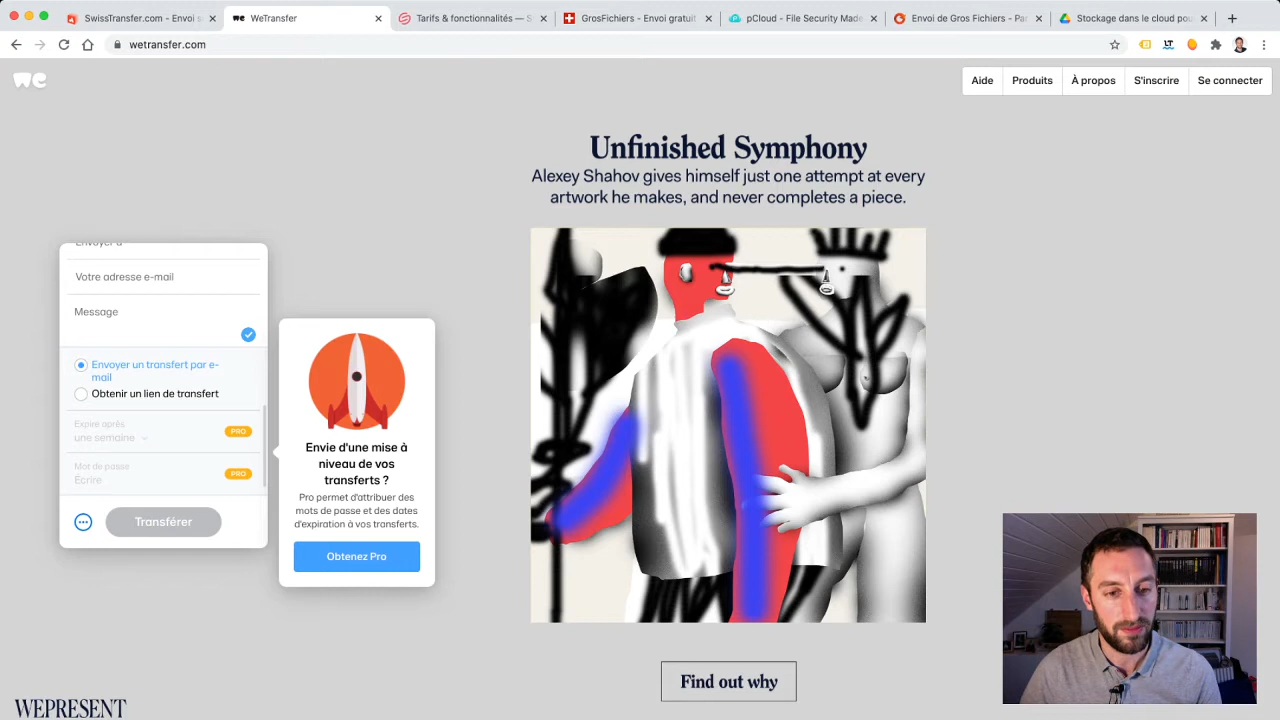 SwissTransfer.com - Envoi s
WeTransfer
Tarifs & fonctionnalités — S
GrosFichiers - Envoi gratuit
pCloud - File Security Made
Envoi de Gros Fichiers - Par
Stockage dans le cloud pou
wetransfer.com
we
Aide
Produits
À propos
S'inscrire
Se connecter
Unfinished Symphony
Alexey Shahov gives himself just one attempt at every
artwork he makes, and never completes a piece.
Envoyer à
Votre adresse e-mail
Message
Envoyer un transfert par e-
mail
Obtenir un lien de transfert
Expire après
une semaine
PRO
Mot de passe
Écrire
PRO
Transférer
Envie d'une mise à
niveau de vos
transferts ?
Pro permet d'attribuer des
mots de passe et des dates
d'expiration à vos transferts.
Obtenez Pro
Find out why
WEPRESENT